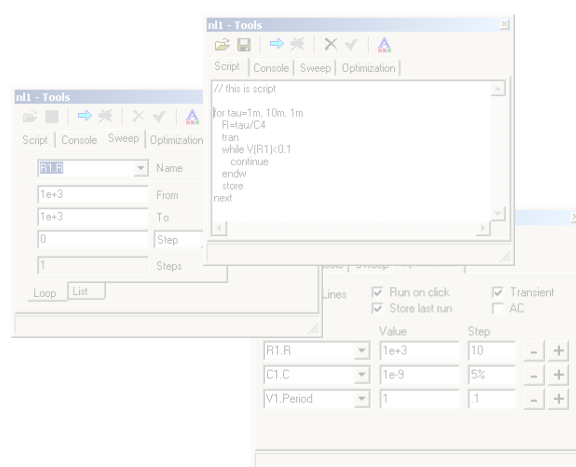 nl1 - Tools
Script Console Sweep Optimization
// this is script
for tau=1m, 10m, 1m
R=tau/C4
tran
while V(R1)<0.1
continue
endw
store
next
nl1 - Tools
Script Console Sweep Optimization
R1.R Name
1e+3 From
1e+3 To
0 Step
1 Steps
Loop List
Lines Run on click Transient
Store last run AC
Value Step
R1.R 1e+3 10 - +
C1.C 1e-9 5% - +
V1.Period 1 .1 - +